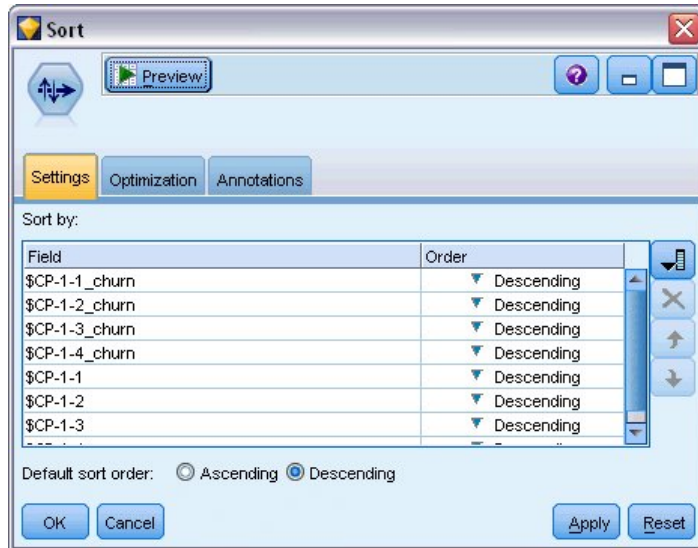 Sort
Preview
Settings Optimization Annotations
Sort by:
Field Order
$CP-1-1_churn Descending
$CP-1-2_churn Descending
$CP-1-3_churn Descending
$CP-1-4_churn Descending
$CP-1-1 Descending
$CP-1-2 Descending
$CP-1-3 Descending
Default sort order: Ascending Descending
OK Cancel Apply Reset